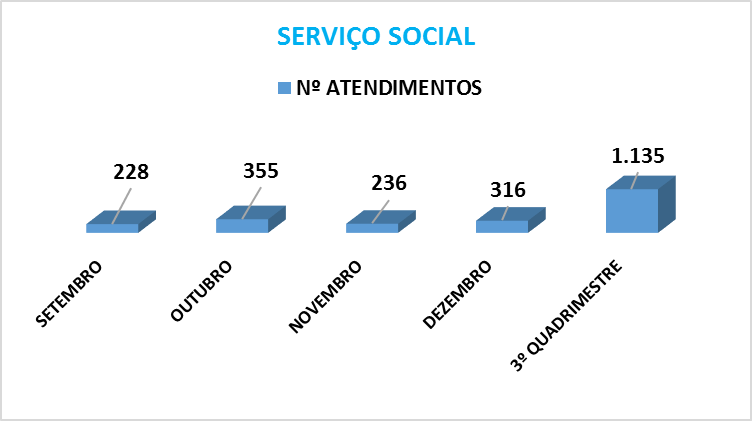 SERVIÇO SOCIAL
Nº ATENDIMENTOS
228
355
236
316
1.135
SETEMBRO
OUTUBRO
NOVEMBRO
DEZEMBRO
3º QUADRIMESTRE